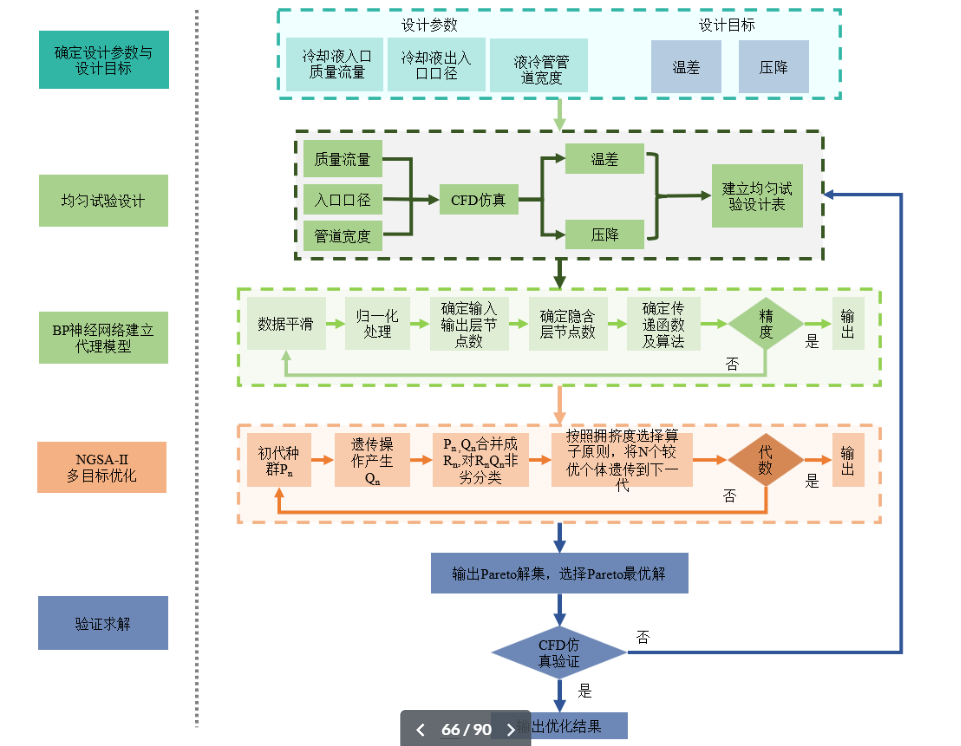 确定设计参数与
设计目标
设计参数
设计目标
冷却液入口
质量流量
冷却液出入
口口径
液冷管管
道宽度
温差
压降
均匀试验设计
质量流量
入口口径
管道宽度
CFD仿真
温差
压降
建立均匀试
验设计表
BP神经网络建立
代理模型
数据平滑
归一化
处理
确定输入
输出层节
点数
确定隐含
层节点数
确定传
递函数
及算法
精
度
否
是
输
出
NGSA-II
多目标优化
初代种
群Pn
遗传操
作产生
Qn
Pn,Qn合并成
Rn,对RnQn非
劣分类
按照拥挤度选择算
子原则，将N个较
优个体遗传到下一
代
代
数
否
是
输
出
验证求解
输出Pareto解集，选择Pareto最优解
CFD仿
真验证
否
是
出优化结果
66 / 90